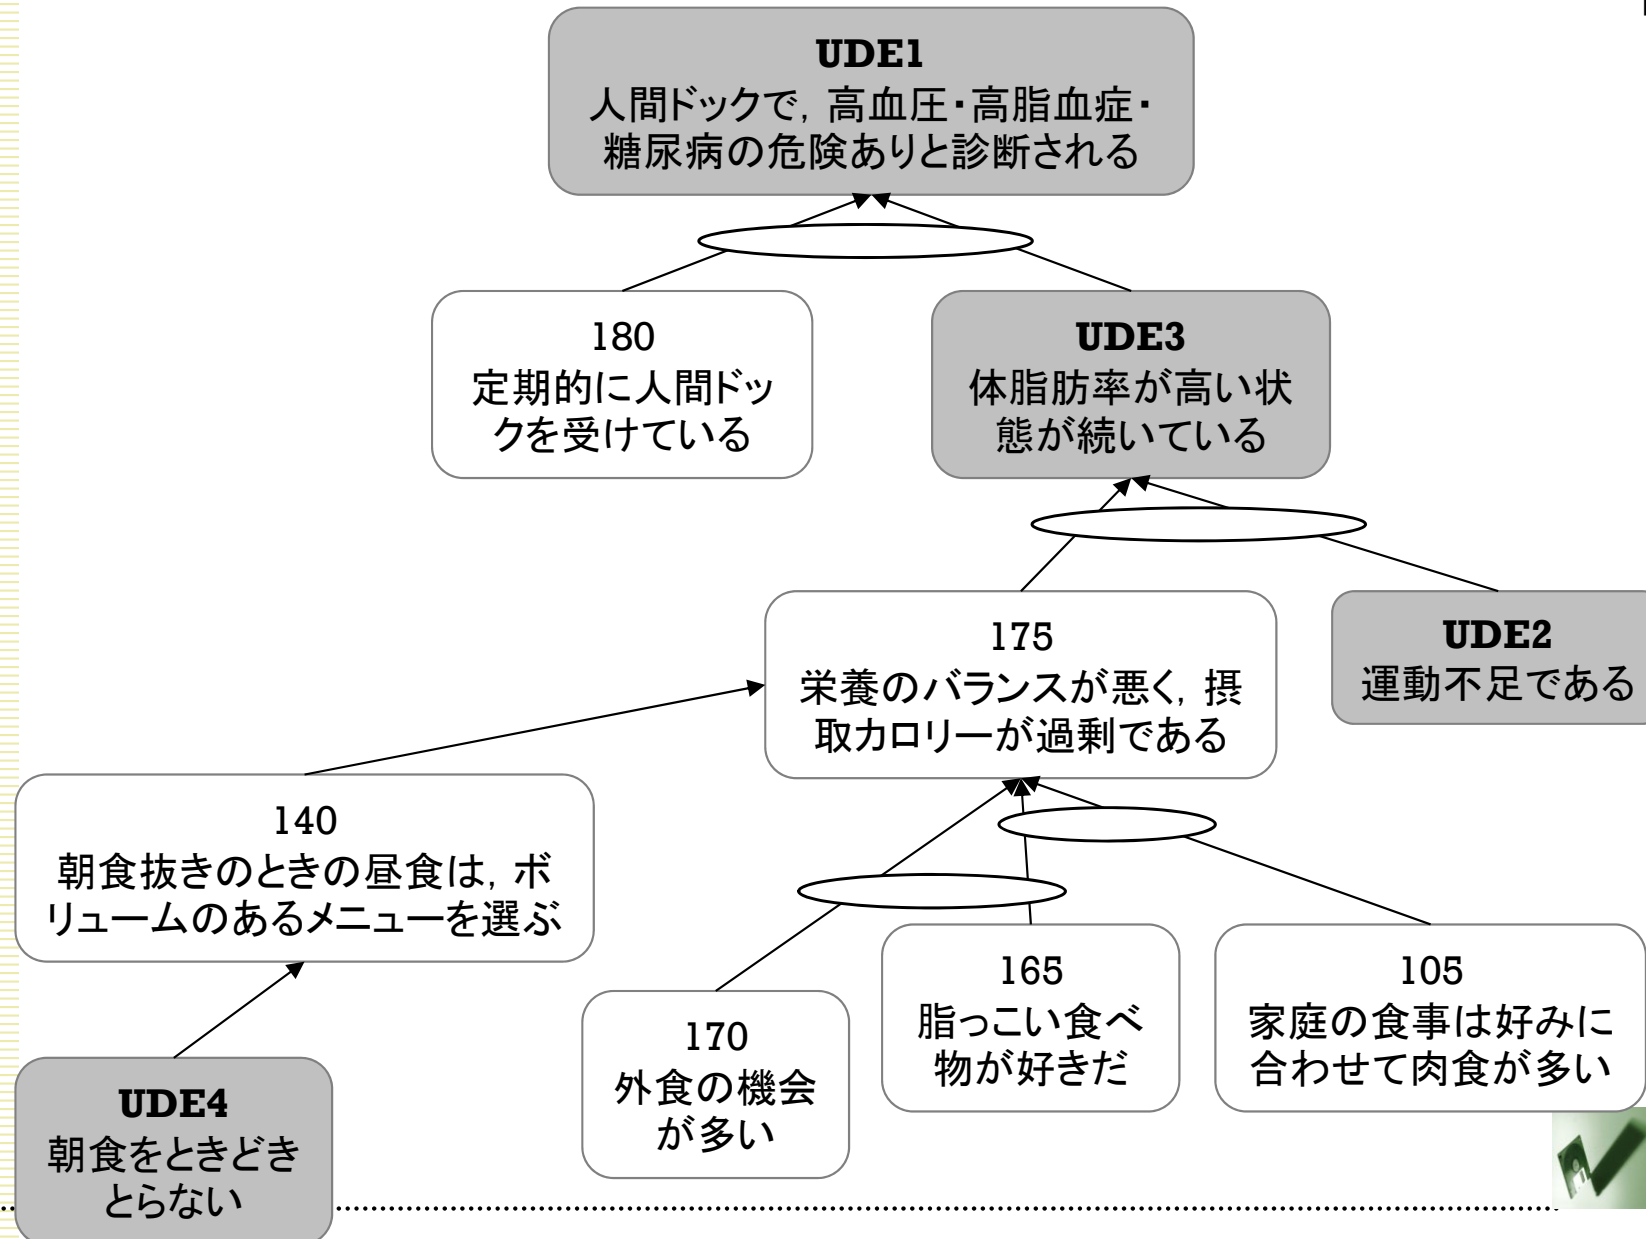 UDE1
人間ドックで, 高血圧・高脂血症・
糖尿病の危険ありと診断される
180
定期的に人間ドッ
クを受けている
UDE3
体脂肪率が高い状
態が続いている
175
栄養のバランスが悪く, 摂
取カロリーが過剰である
UDE2
運動不足である
140
朝食抜きのときの昼食は, ボ
リュームのあるメニューを選ぶ
170
外食の機会
が多い
165
脂っこい食べ
物が好きだ
105
家庭の食事は好みに
合わせて肉食が多い
UDE4
朝食をときどき
とらない